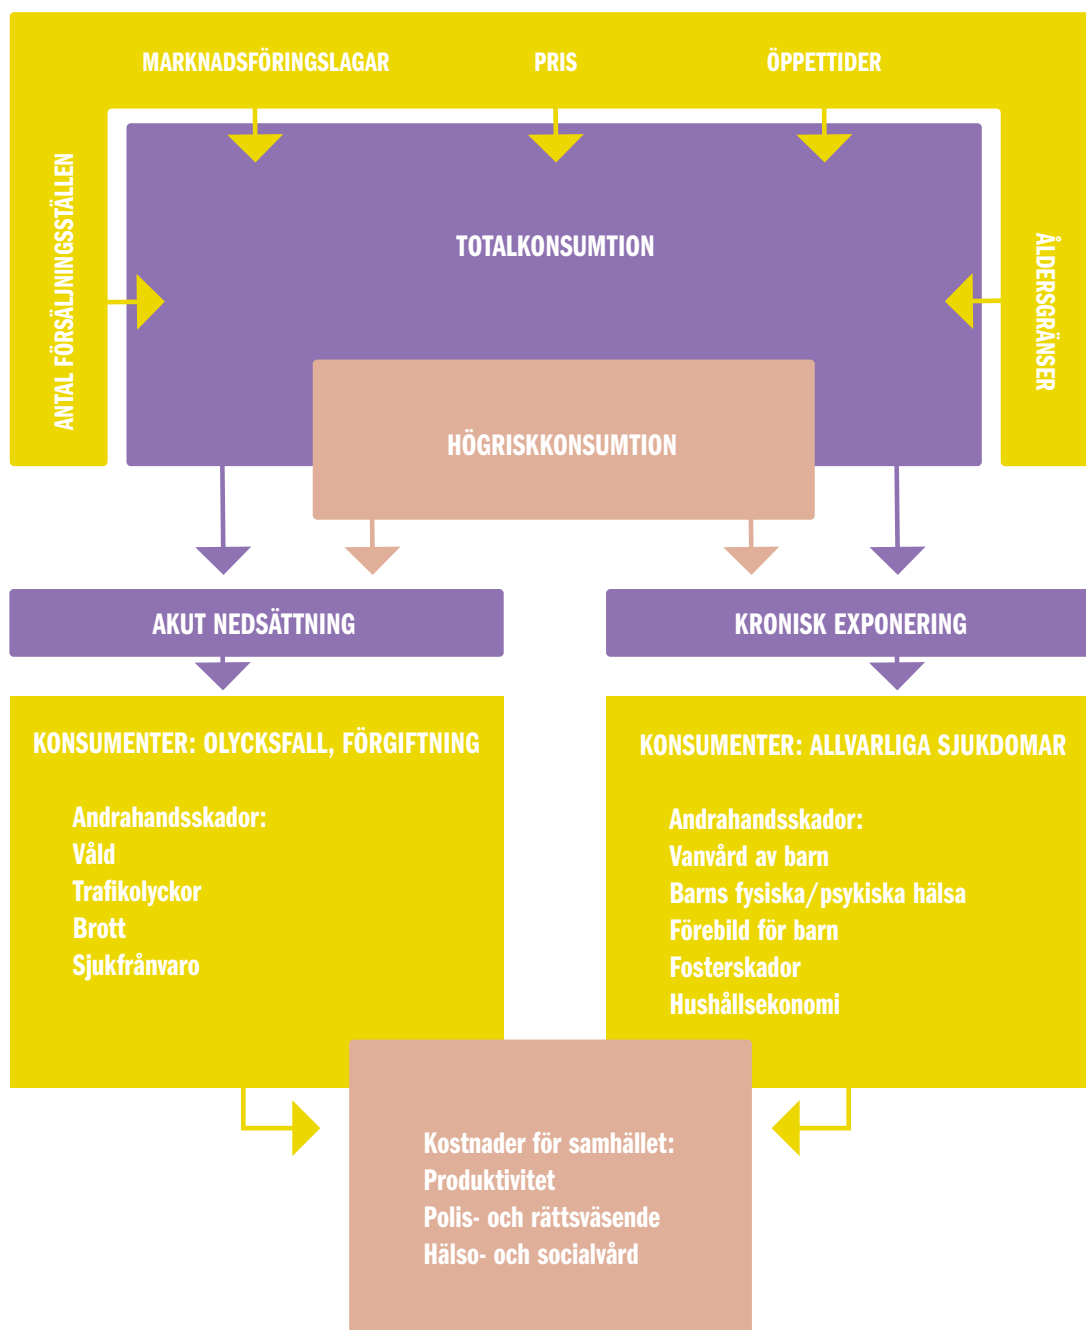 MARKNADSFÖRINGSLAGAR
PRIS
ÖPPETTIDER
ANTAL FÖRSÄLJNINGSSTÄLLEN
TOTALKONSUMTION
ÅLDERSGRÄNSER
HÖGRISKKONSUMTION
AKUT NEDSÄTTNING
KRONISK EXPONERING
KONSUMENTER: OLYCKSFALL, FÖRGIFTNING
Andrahandsskador:
Våld
Trafikolyckor
Brott
Sjukfrånvaro
KONSUMENTER: ALLVARLIGA SJUKDOMAR
Andrahandsskador:
Vanvård av barn
Barns fysiska/psykiska hälsa
Förebild för barn
Fosterskador
Hushållsekonomi
Kostnader för samhället:
Produktivitet
Polis- och rättsväsende
Hälso- och socialvård